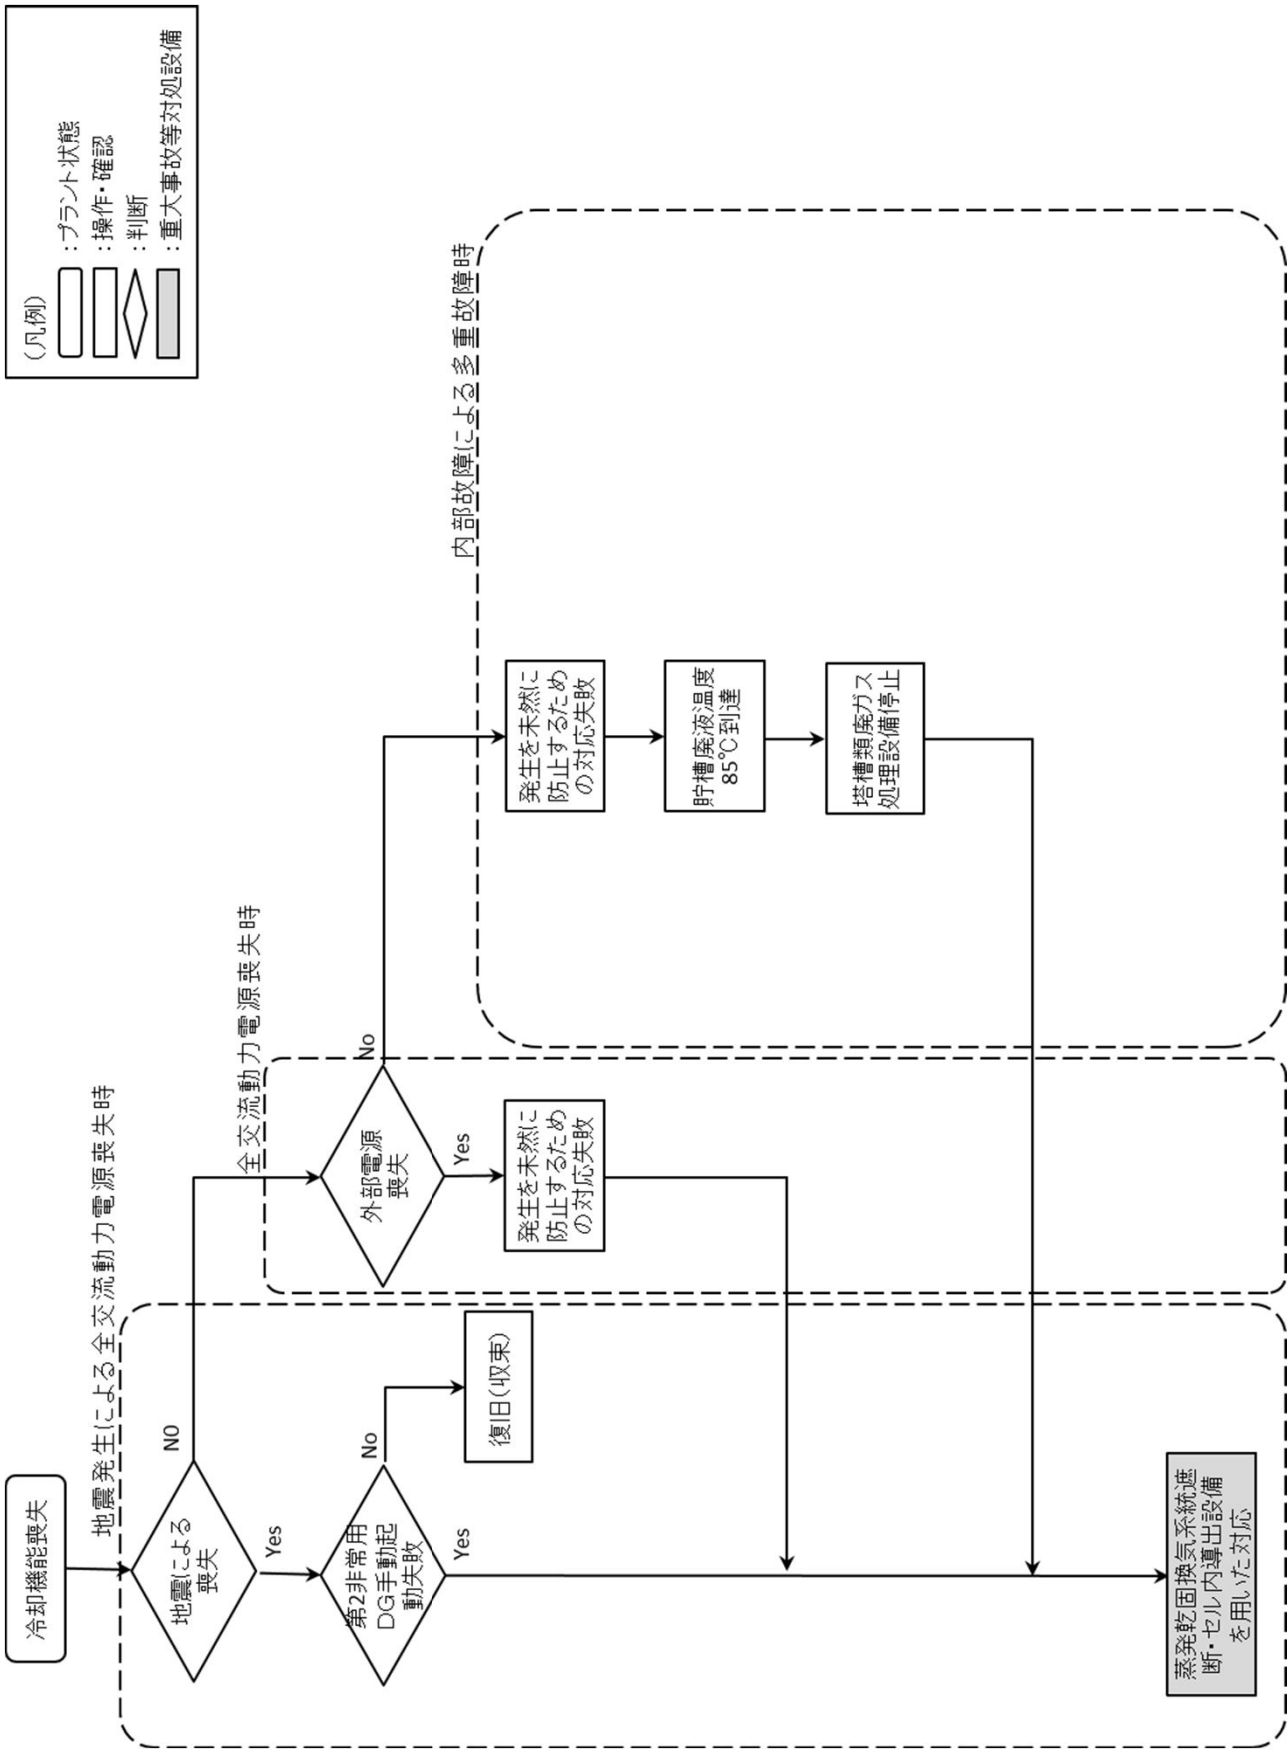 (凡例)
:プラント状態
:操作・確認
:判断
:重大事故等対処設備
冷却機能喪失
地震発生による全交流動力電源喪失時
地震による
喪失
NO
Yes
第2非常用
DG手動起
動失敗
No
Yes
復旧(収束)
全交流動力電源喪失時
外部電源
喪失
No
Yes
発生を未然に
防止するため
の対応失敗
内部故障による多重故障時
発生を未然に
防止するため
の対応失敗
貯槽廃液温度
85℃到達
塔槽類廃ガス
処理設備停止
蒸発乾固換気系統遮
断・セル内導出設備
を用いた対応